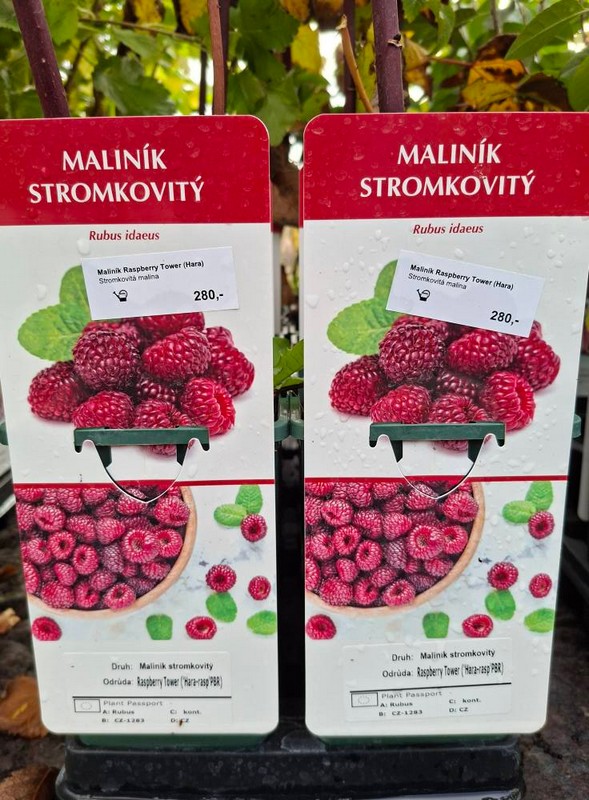 MALINÍK
STROMKOVITÝ
Rubus idaeus
Maliník Raspberry Tower (Hara)
Stromkovitá malina
280,-
Druh: Maliník stromkovitý
Odrůda: Raspberry Tower ('Hara-rasp'PBR)
Plant Passport
A: Rubus C: kont.
B: CZ-1283 D: CZ
MALINÍK
STROMKOVITÝ
Rubus idaeus
Maliník Raspberry Tower (Hara)
Stromkovitá malina
280,-
Druh: Maliník stromkovitý
Odrůda: Raspberry Tower ('Hara-rasp'PBR)
Plant Passport
A: Rubus C: kont.
B: CZ-1283 D: CZ